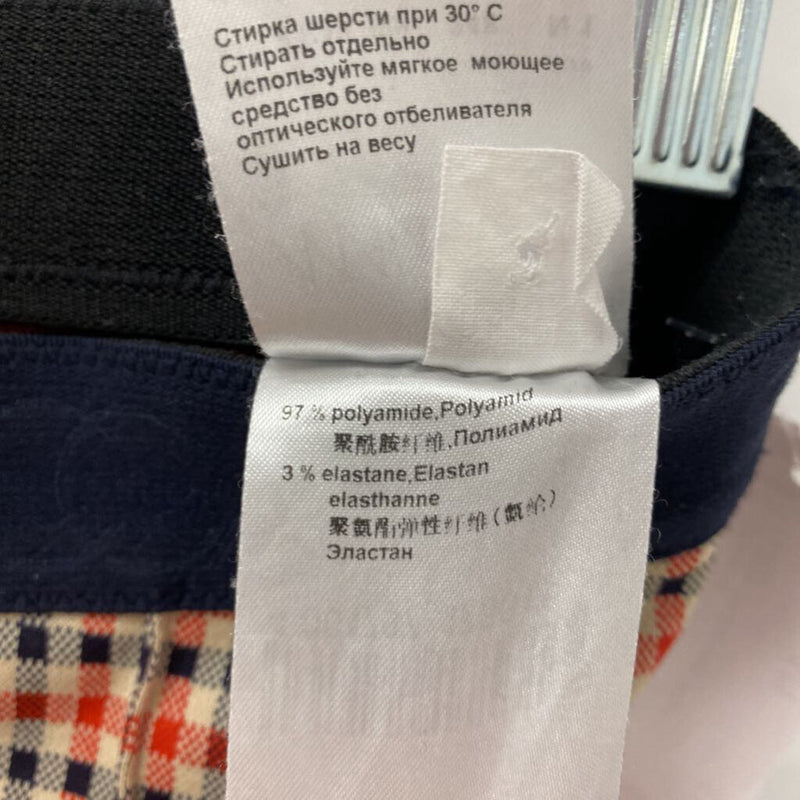 Стирка шерсти при 30° C
Стирать отдельно
Используйте мягкое моющее
средство без
оптического отбеливателя
Сушить на весу
97 % polyamide,Polyamid
聚酰胺纤维,Полиамид
3 % elastane,Elastan
elasthanne
聚氨酯弹性纤维(氨纶)
Эластан